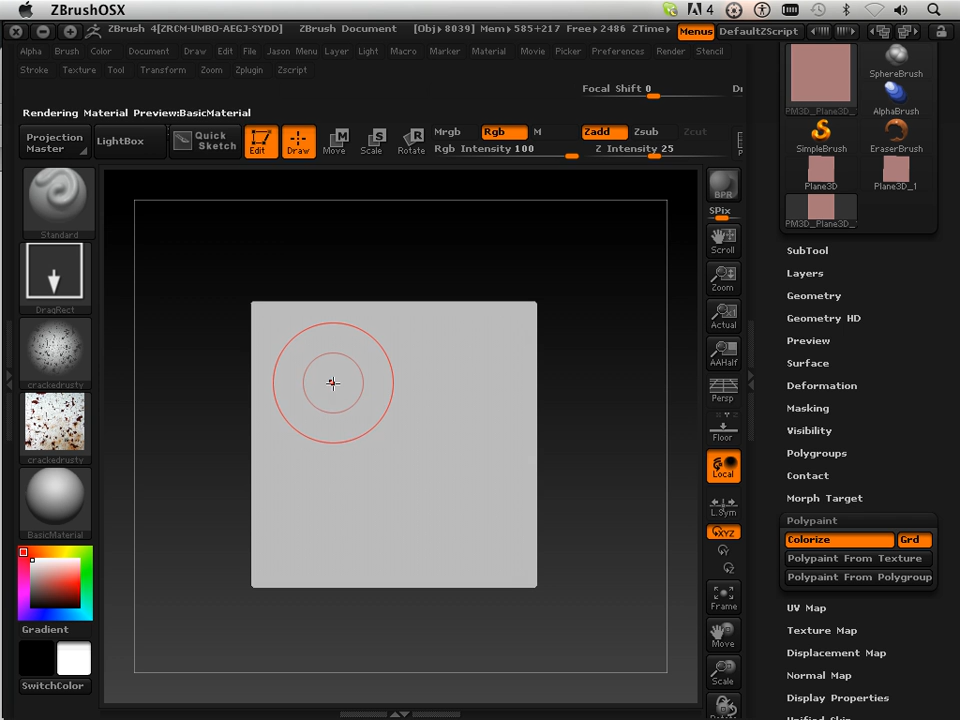 ZBrushOSX
4
ZBrush 4[ZRCM-UMBO-AEGJ-SYDD] ZBrush Document [Obj> 8039] [Mem> 585+217] [Free> 2486] [ZTime> Menus DefaultZScript
Alpha Brush Color Document Draw Edit File Jason Menu Layer Light Macro Marker Material Movie Picker Preferences Render Stencil
Stroke Texture Tool Transform Zoom Zplugin Zscript
Focal Shift 0
Rendering Material Preview:BasicMaterial
Projection Master
LightBox
Quick Sketch
Edit
Draw
Move
Scale
Rotate
Mrgb Rgb M
Rgb Intensity 100
Zadd Zsub Zcut
Z Intensity 25
Standard
DragRect
crackedrusty
crackedrusty
BasicMaterial
Gradient
SwitchColor
BPR
SPix
Scroll
Zoom
Actual
AAHalf
Persp
Floor
Local
L.Sym
XYZ
Frame
Move
Scale
PM3D_Plane3D_
SphereBrush
AlphaBrush
SimpleBrush
EraserBrush
Plane3D
Plane3D_1
PM3D_Plane3D_
SubTool
Layers
Geometry
Geometry HD
Preview
Surface
Deformation
Masking
Visibility
Polygroups
Contact
Morph Target
Polypaint
Colorize Grd
Polypaint From Texture
Polypaint From Polygroup
UV Map
Texture Map
Displacement Map
Normal Map
Display Properties